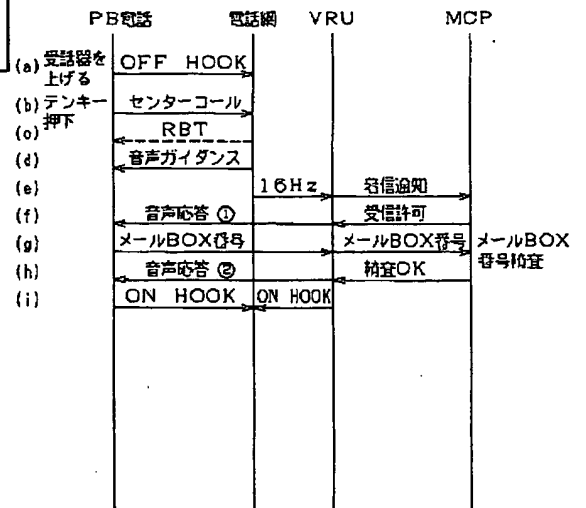 PB電話 電話網 VRU MCP
(a) 受話器を上げる OFF HOOK
(b) テンキー押下 センターコール
(c) RBT
(d) 音声ガイダンス
(e) 16Hz 着信通知
(f) 音声応答 ① 受信許可
(g) メールBOX番号 メールBOX番号 メールBOX番号検査
(h) 音声応答 ② 検査OK
(i) ON HOOK ON HOOK